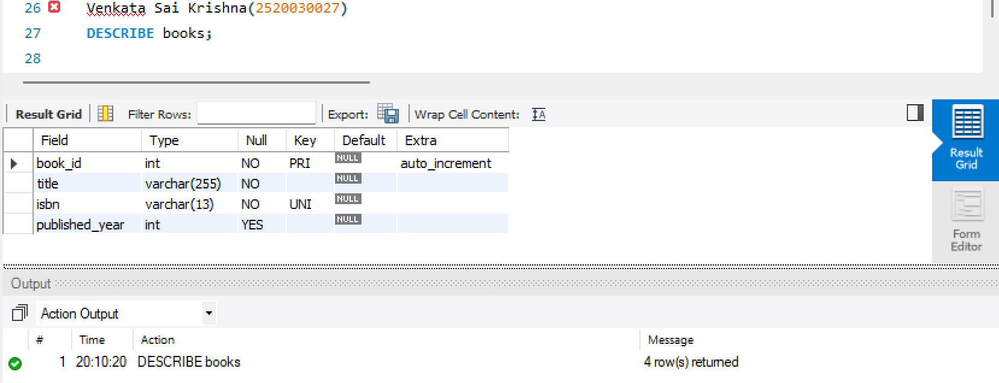 26 Venkata Sai Krishna(2520030027)
27 DESCRIBE books;
28
Result Grid Filter Rows: Export: Wrap Cell Content: IA
Field Type Null Key Default Extra
book_id int NO PRI NULL auto_increment
title varchar(255) NO NULL
isbn varchar(13) NO UNI NULL
published_year int YES NULL
Result
Grid
Form
Editor
Output
Action Output
# Time Action Message
1 20:10:20 DESCRIBE books 4 row(s) returned